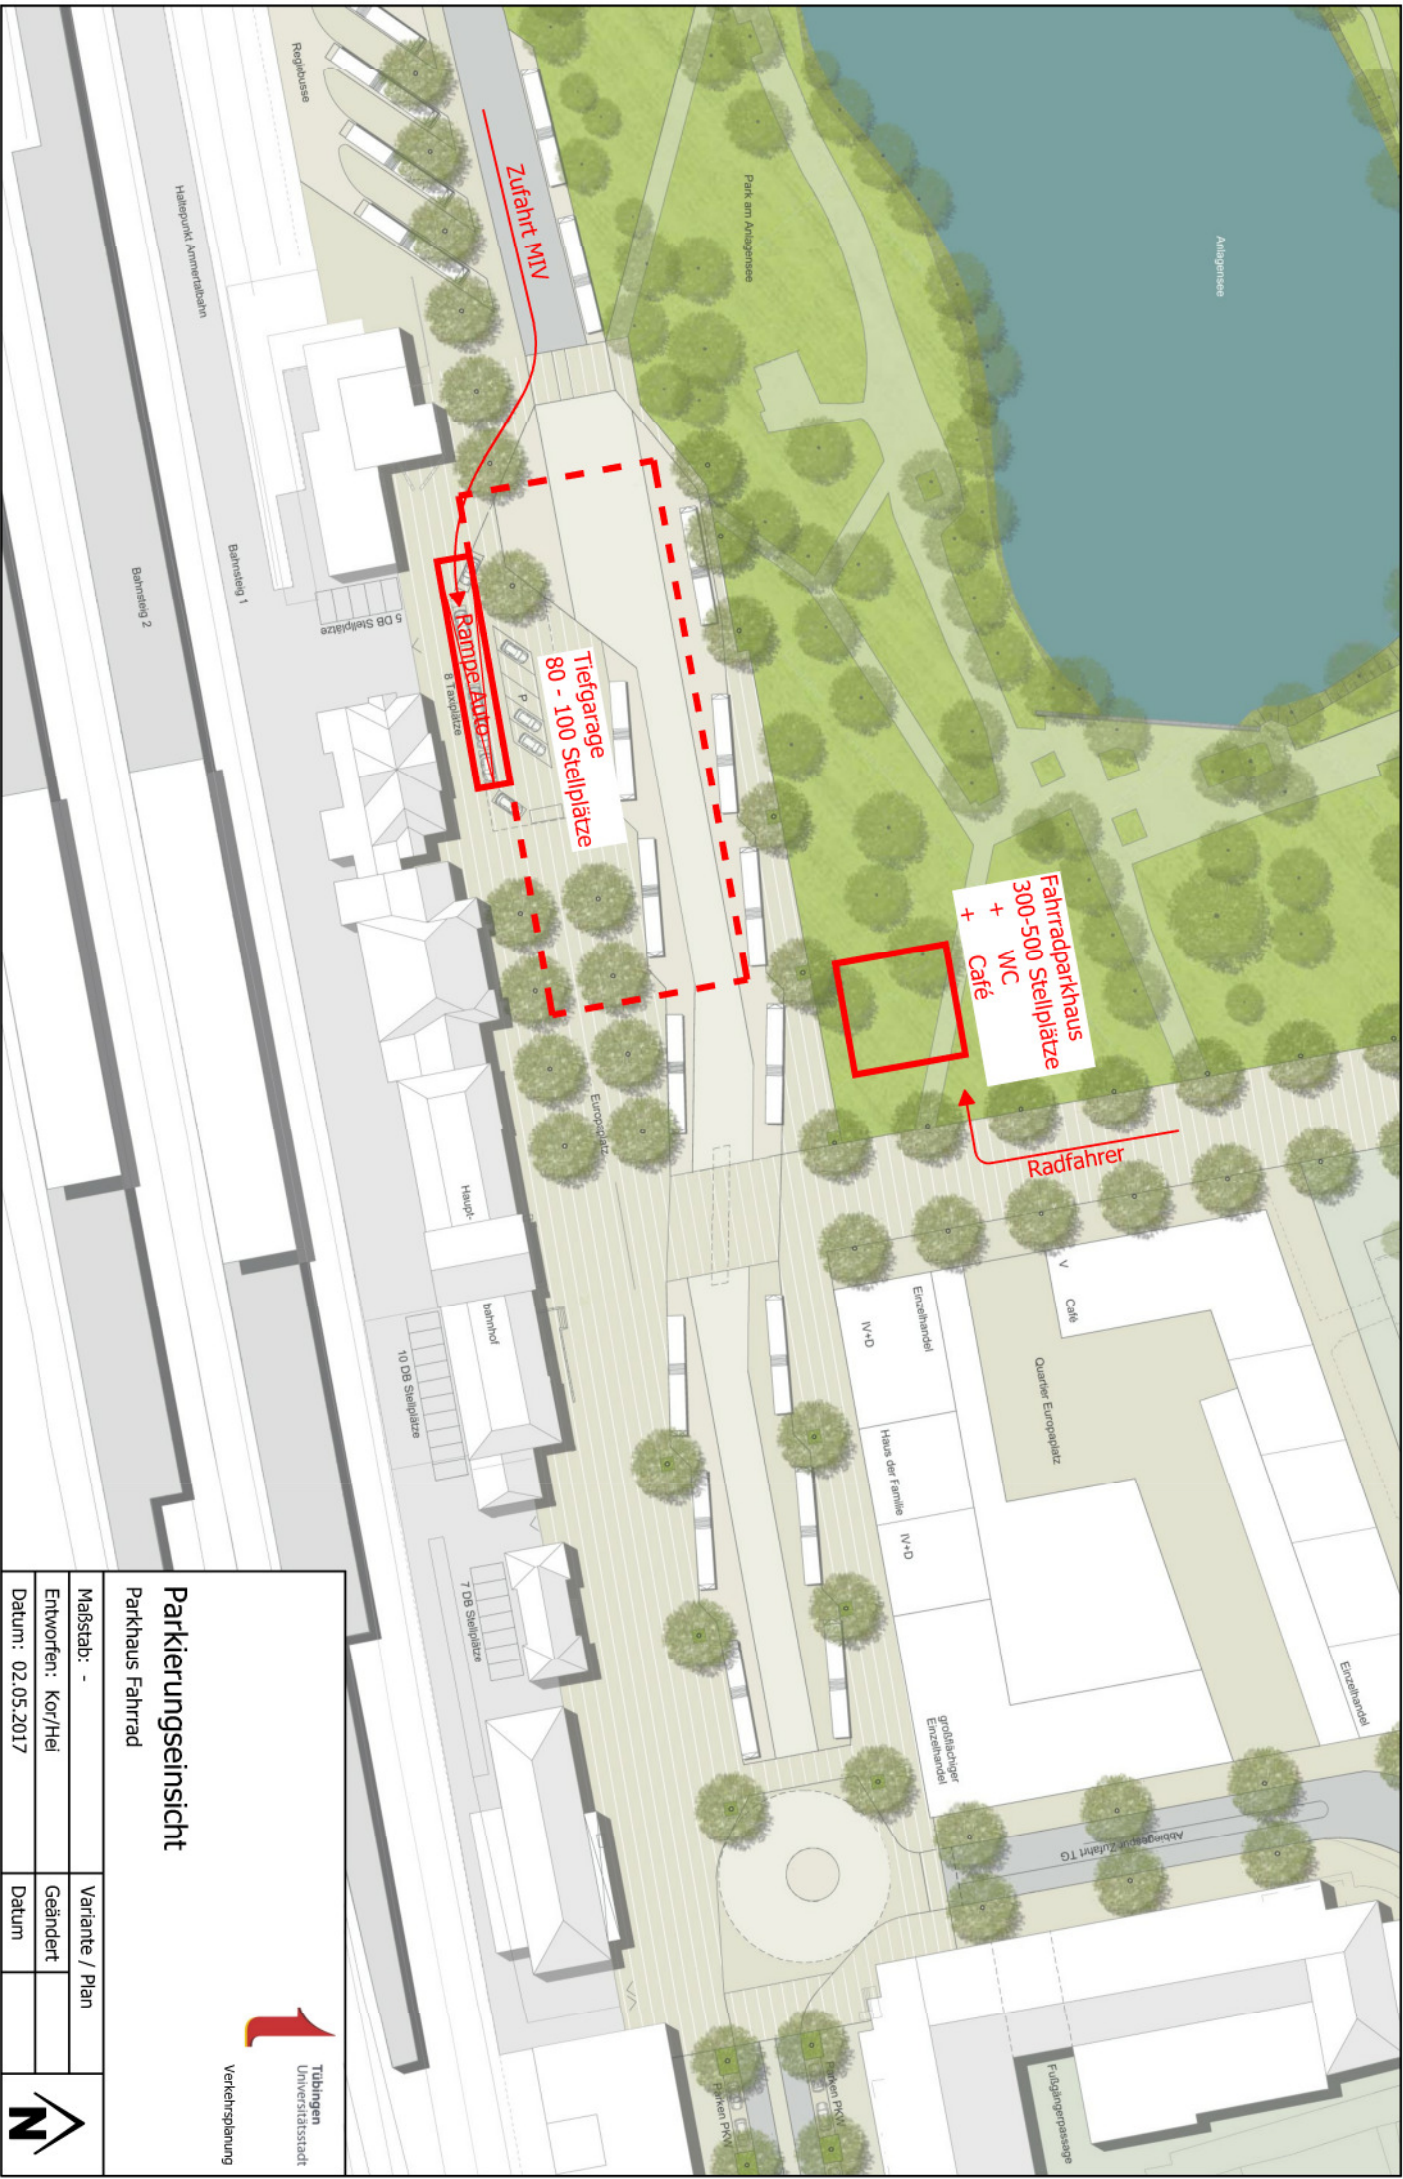 Anlagensee
Park am Anlagensee
Regiobusse
Zufahrt MIV
Haltepunkt Ammertalbahn
Bahnsteig 1
Bahnsteig 2
5 DB Stellplätze
8 Taxiplätze
Rampe Auto
P
Tiefgarage
80 - 100 Stellplätze
Fahrradparkhaus
300-500 Stellplätze
+ WC
+ Café
Radfahrer
Europaplatz
Haupt-
bahnhof
10 DB Stellplätze
7 DB Stellplätze
V
Café
Einzelhandel
IV+D
Quartier Europaplatz
Haus der Familie
IV+D
Einzelhandel
großflächiger
Einzelhandel
Abbiegespur Zufahrt TG
Parken PKW
Parken PKW
Fußgängerpassage
Tübingen
Universitätsstadt
Verkehrsplanung
Parkierungseinsicht
Parkhaus Fahrrad
Maßstab: -
Variante / Plan
Entworfen: Kor/Hei
Geändert
Datum: 02.05.2017
Datum
N